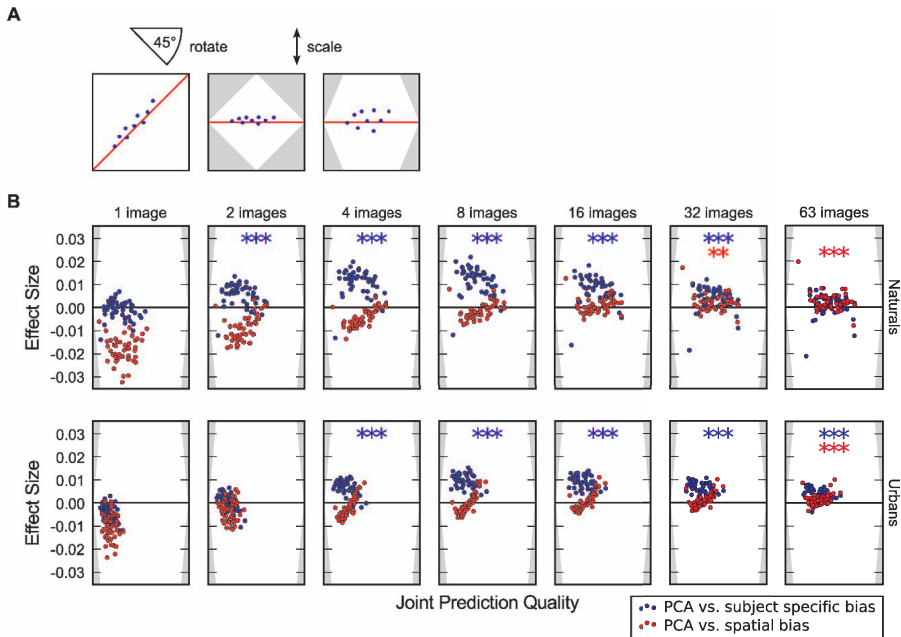 A
45°
rotate
scale
B
1 image
2 images
4 images
8 images
16 images
32 images
63 images
Effect Size
0.03
0.02
0.01
0.00
-0.01
-0.02
-0.03
***
***
***
***
***
**
***
Naturals
Effect Size
0.03
0.02
0.01
0.00
-0.01
-0.02
-0.03
***
***
***
***
***
***
Urbans
Joint Prediction Quality
PCA vs. subject specific bias
PCA vs. spatial bias